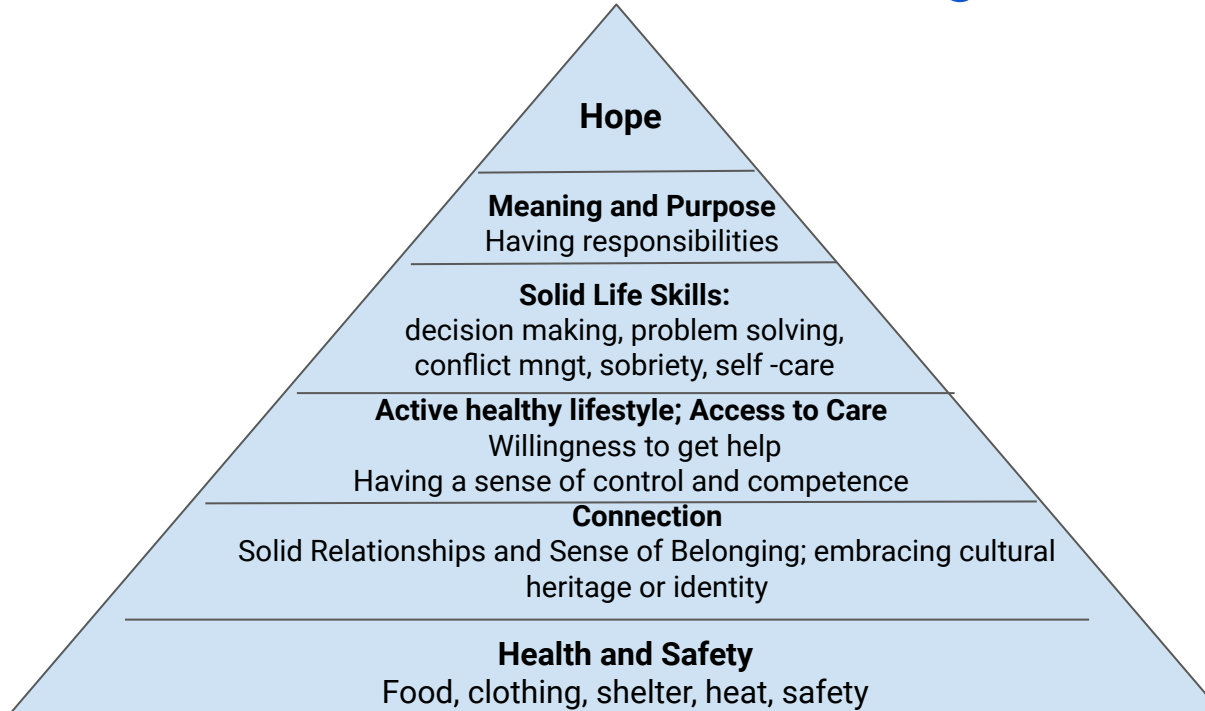 Hope
Meaning and Purpose
Having responsibilities
Solid Life Skills:
decision making, problem solving,
conflict mngt, sobriety, self -care
Active healthy lifestyle; Access to Care
Willingness to get help
Having a sense of control and competence
Connection
Solid Relationships and Sense of Belonging; embracing cultural
heritage or identity
Health and Safety
Food, clothing, shelter, heat, safety